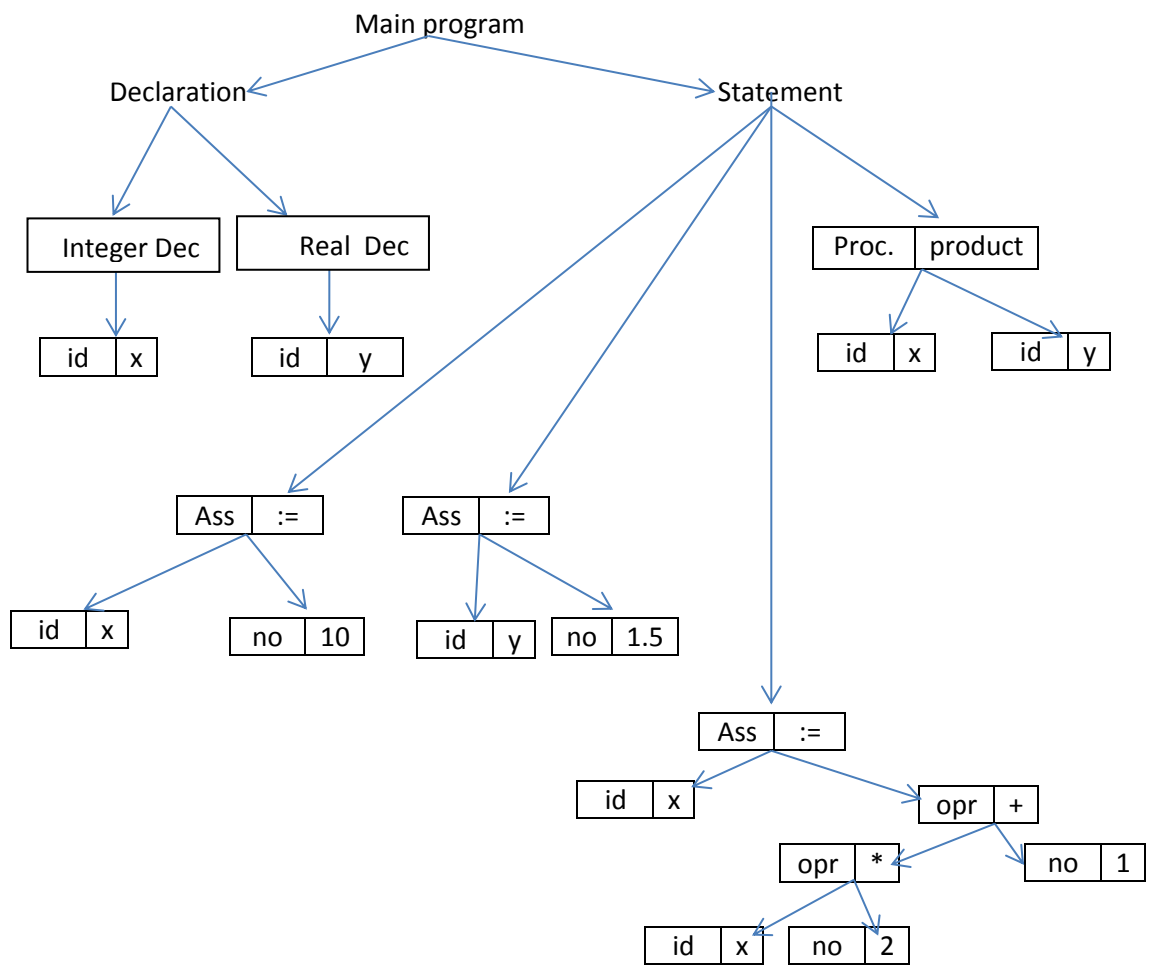 Main program
Declaration Statement
Integer Dec Real Dec Proc. product
id x id y id x id y
Ass := Ass :=
id x no 10 id y no 1.5
Ass :=
id x opr +
opr * no 1
id x no 2